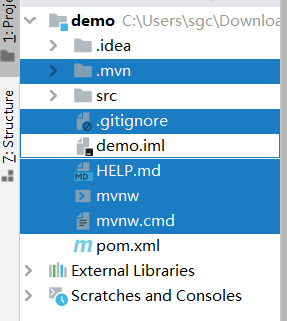 1: Proje
Z: Structure
demo C:\Users\sgc\Downloa
.idea
.mvn
src
.gitignore
demo.iml
HELP.md
mvnw
mvnw.cmd
pom.xml
External Libraries
Scratches and Consoles